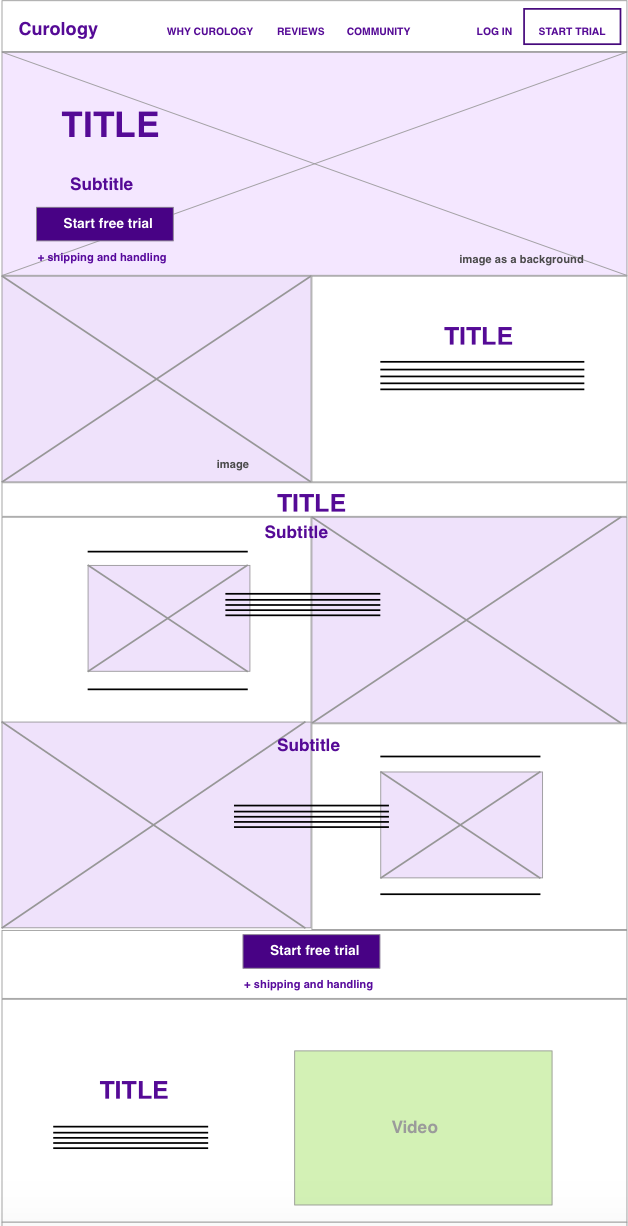 Curology
WHY CUROLOGY REVIEWS COMMUNITY LOG IN START TRIAL
TITLE
Subtitle
Start free trial
+ shipping and handling
image as a background
TITLE
image
TITLE
Subtitle
Subtitle
Start free trial
+ shipping and handling
TITLE
Video